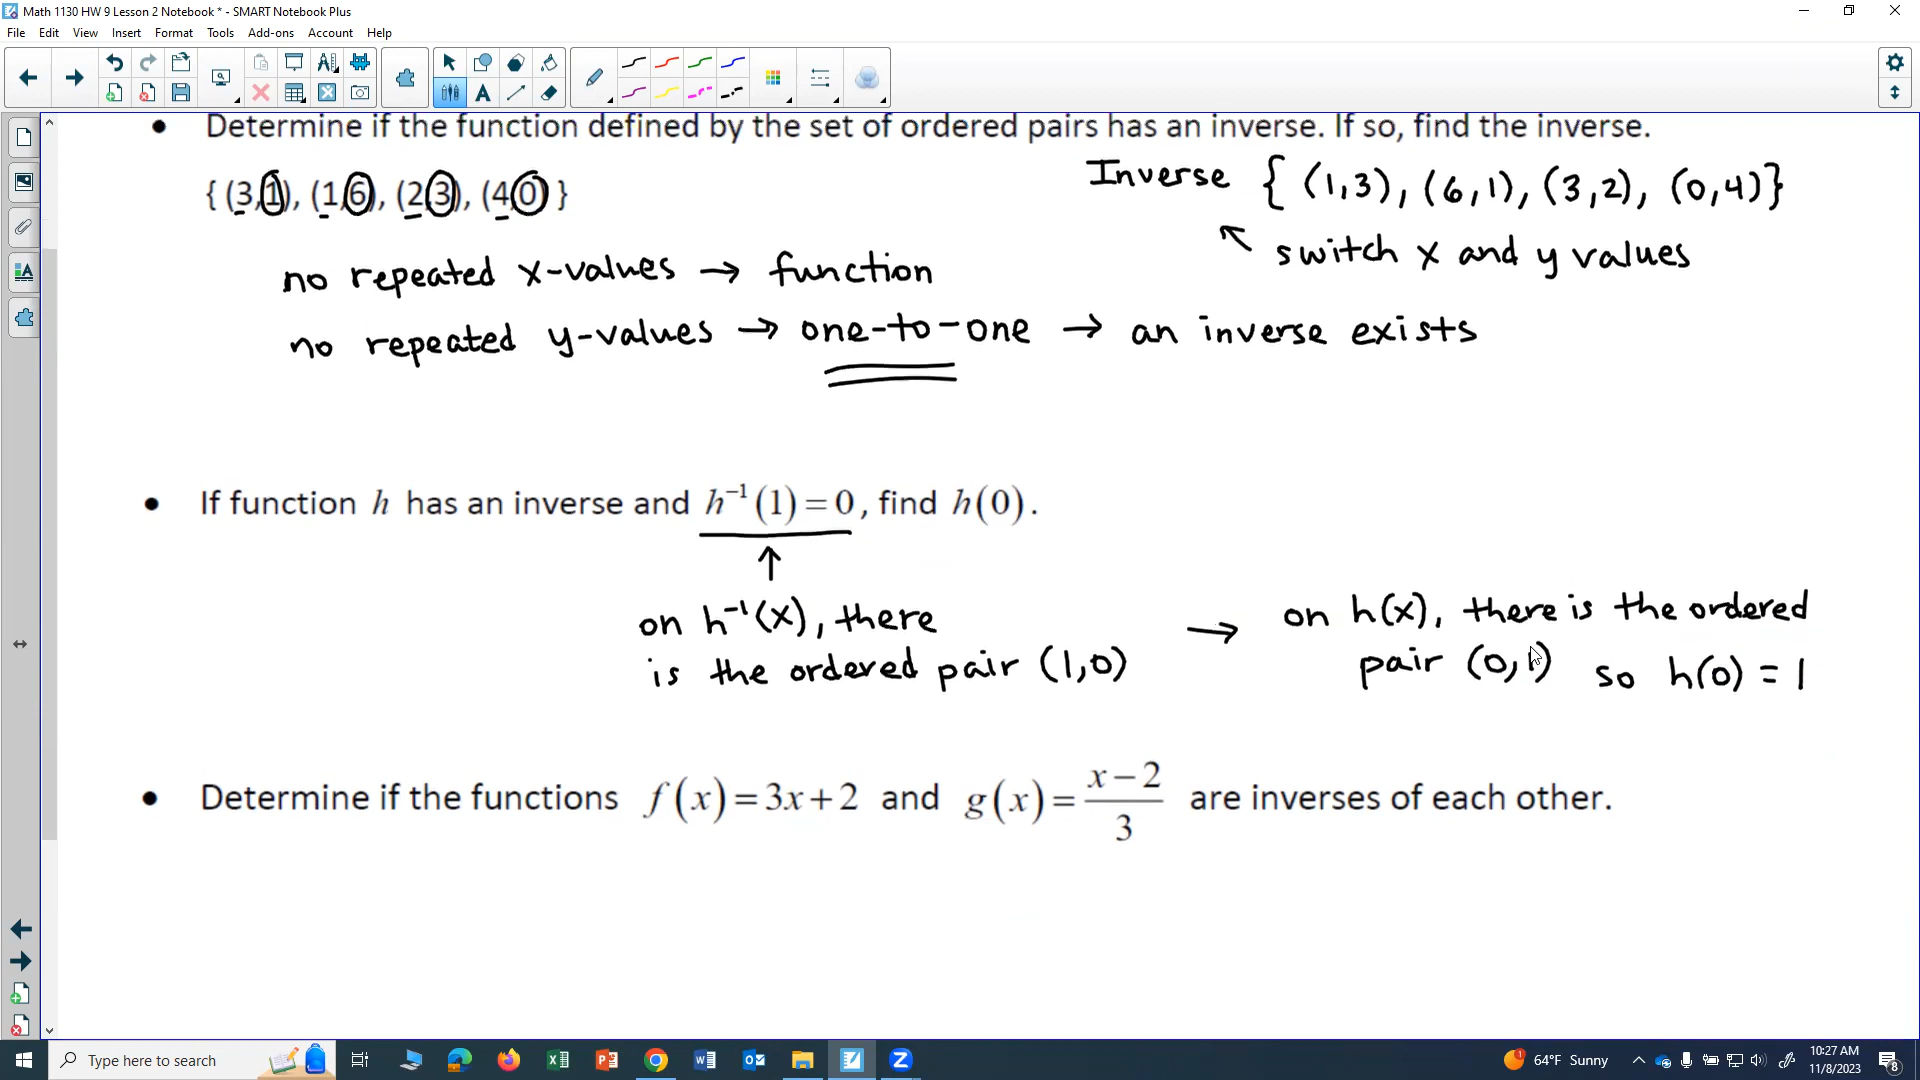 Math 1130 HW 9 Lesson 2 Notebook * - SMART Notebook Plus
File Edit View Insert Format Tools Add-ons Account Help
• Determine if the function defined by the set of ordered pairs has an inverse. If so, find the inverse.
{ (3,1), (1,6), (2,3), (4,0) }
Inverse { (1,3), (6,1), (3,2), (0,4)}
↖ switch x and y values
no repeated x-values → function
no repeated y-values → one-to-one → an inverse exists
• If function h has an inverse and h⁻¹(1)=0, find h(0).
↑
on h⁻¹(x), there
is the ordered pair (1,0)
→ on h(x), there is the ordered
pair (0,1) so h(0) = 1
• Determine if the functions f(x)=3x+2 and g(x)=(x−2)/3 are inverses of each other.
Type here to search
64°F Sunny
10:27 AM
11/8/2023
8